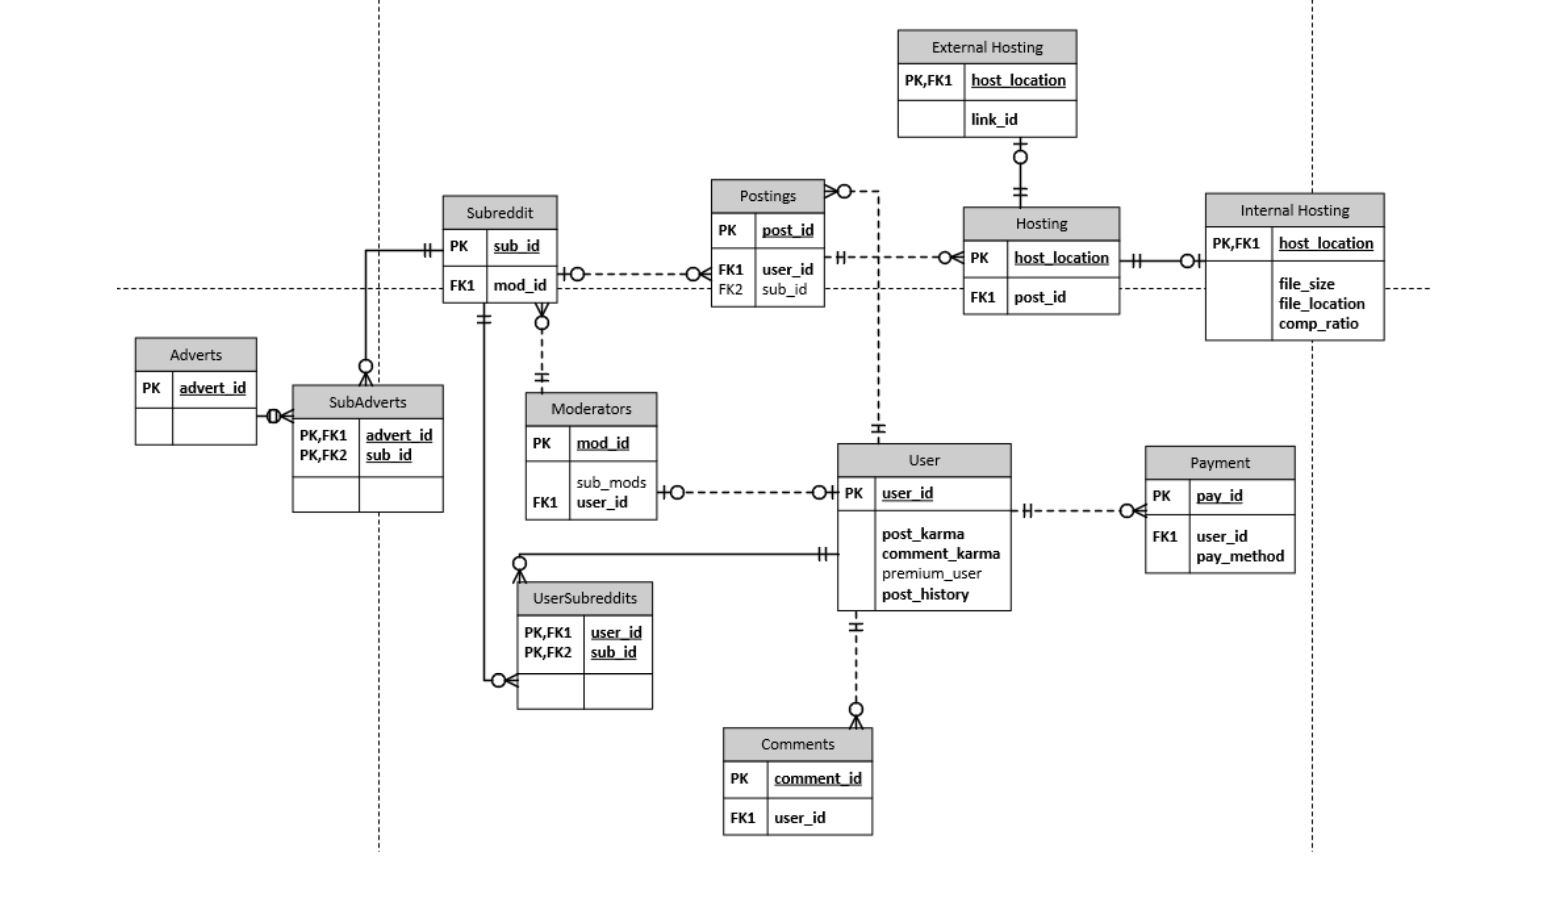 External Hosting
PK,FK1 host_location
link_id
Postings
PK post_id
FK1 user_id
FK2 sub_id
Subreddit
PK sub_id
FK1 mod_id
Hosting
PK host_location
FK1 post_id
Internal Hosting
PK,FK1 host_location
file_size
file_location
comp_ratio
Adverts
PK advert_id
SubAdverts
PK,FK1 advert_id
PK,FK2 sub_id
Moderators
PK mod_id
sub_mods
FK1 user_id
User
PK user_id
post_karma
comment_karma
premium_user
post_history
Payment
PK pay_id
FK1 user_id
pay_method
UserSubreddits
PK,FK1 user_id
PK,FK2 sub_id
Comments
PK comment_id
FK1 user_id